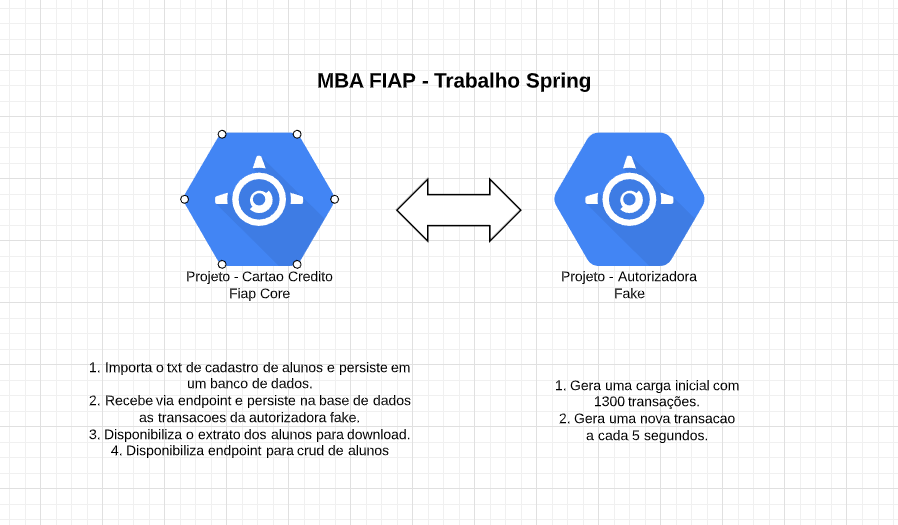 MBA FIAP - Trabalho Spring
Projeto - Cartao Credito
Fiap Core
Projeto - Autorizadora
Fake
1. Importa o txt de cadastro de alunos e persiste em
um banco de dados.
2. Recebe via endpoint e persiste na base de dados
as transacoes da autorizadora fake.
3. Disponibiliza o extrato dos alunos para download.
4. Disponibiliza endpoint para crud de alunos
1. Gera uma carga inicial com
1300 transações.
2. Gera uma nova transacao
a cada 5 segundos.